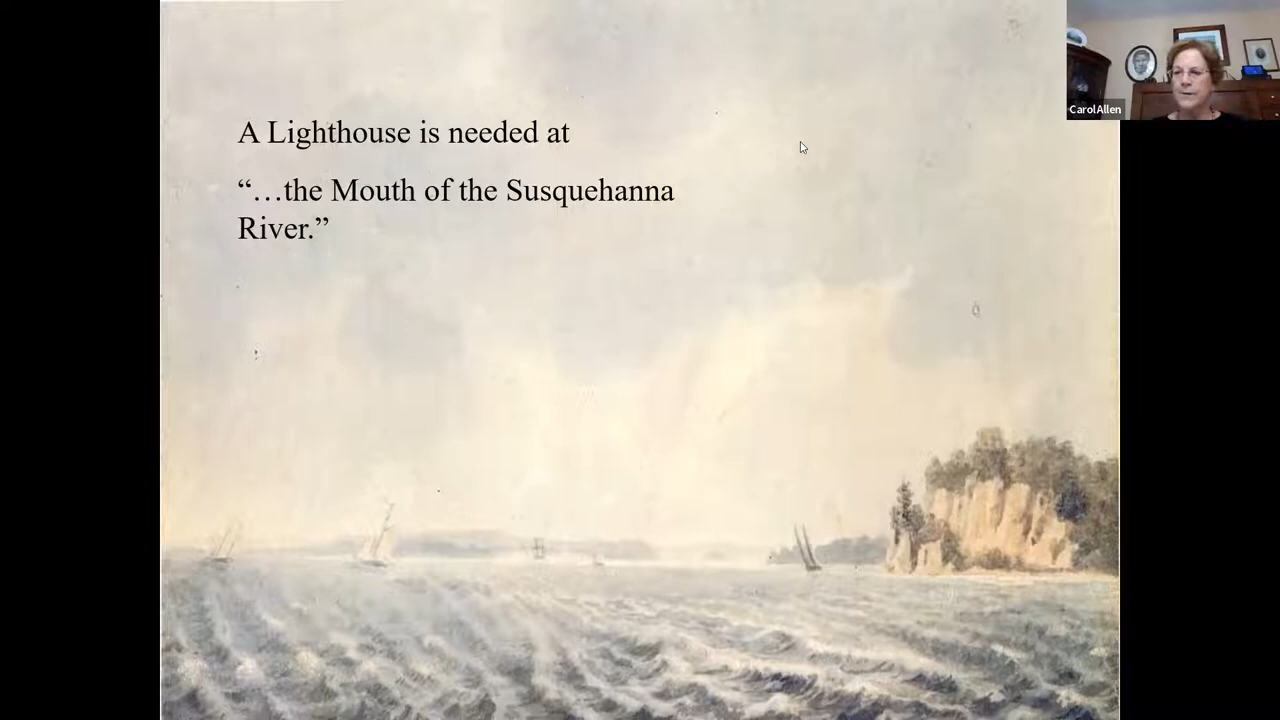 A Lighthouse is needed at
“…the Mouth of the Susquehanna
River.”
CarolAllen